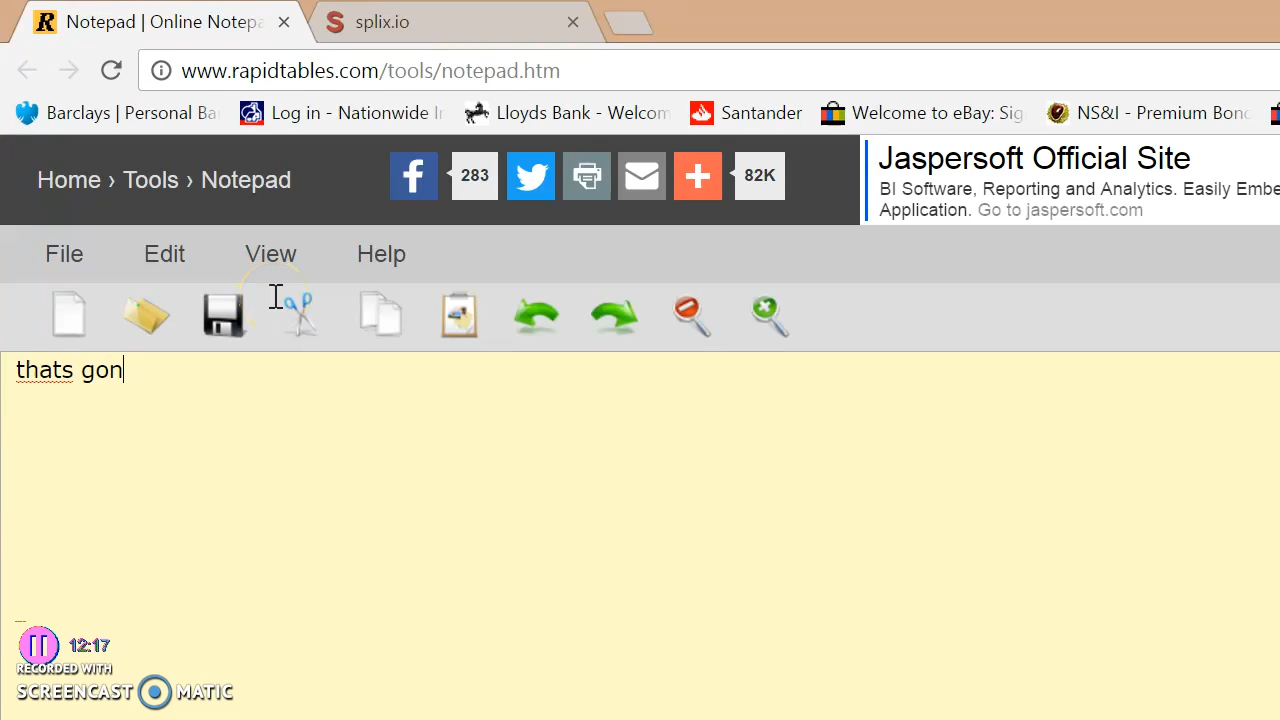 Notepad | Online Notepa
splix.io
www.rapidtables.com/tools/notepad.htm
Barclays | Personal Ba
Log in - Nationwide In
Lloyds Bank - Welcom
Santander
Welcome to eBay: Sig
NS&I - Premium Bonc
Home › Tools › Notepad
283
82K
Jaspersoft Official Site
BI Software, Reporting and Analytics. Easily Embe
Application. Go to jaspersoft.com
File Edit View Help
thats gon
12:17
RECORDED WITH
SCREENCAST MATIC